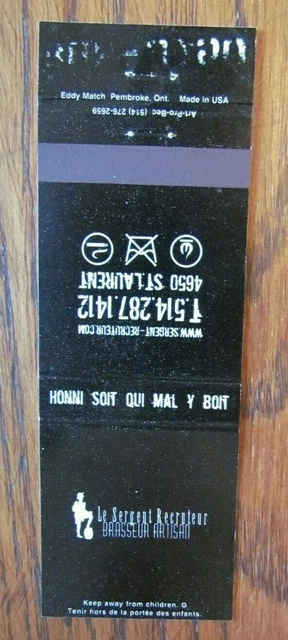 Eddy Match Pembroke, Ont. Made in USA
Art-Pro-Bec (514) 276-2659
4650 ST LAURENT
T.514.287.1412
WWW.SERGENT-RECRUTEUR.COM
HONNI SOIT QUI MAL Y BOIT
Le Sergent Recruteur
BRASSEUR ARTISAN
Keep away from children.
Tenir hors de la portée des enfants.